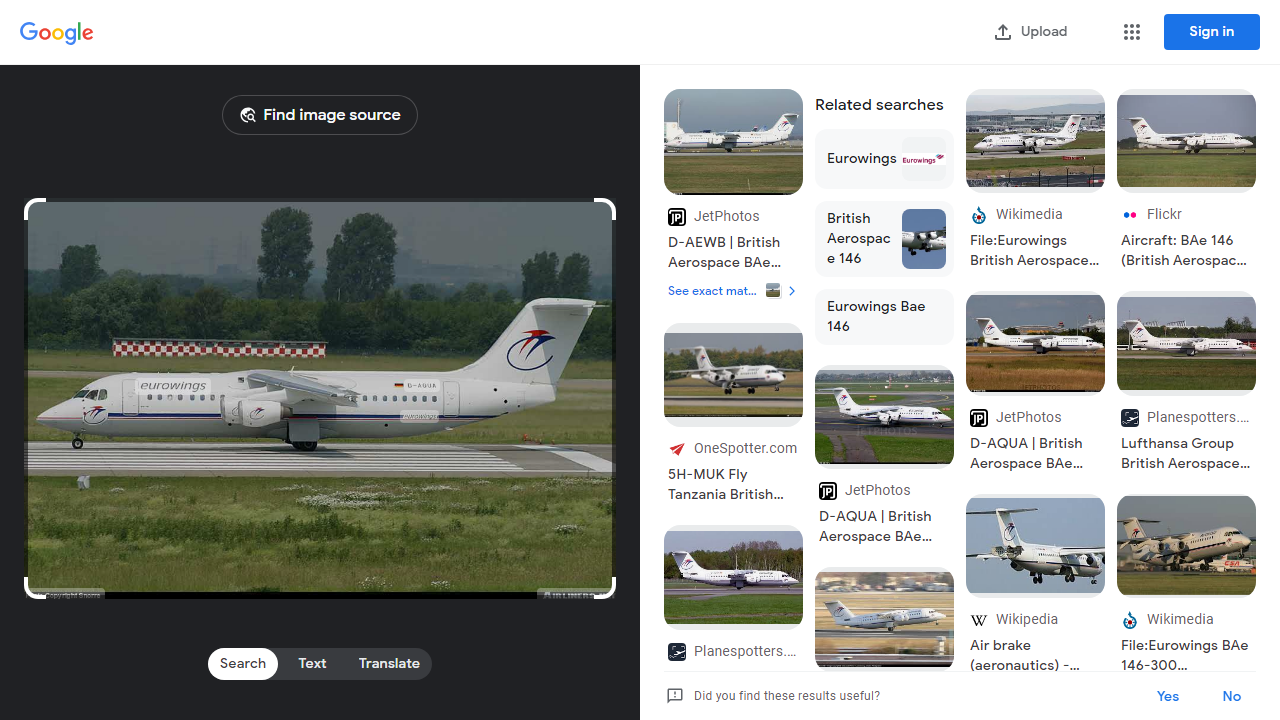 Google
Upload
Sign in
Find image source
eurowings
D-AQUA
eurowings
Search
Text
Translate
JetPhotos
D-AEWB | British
Aerospace BAe...
See exact mat...
OneSpotter.com
5H-MUK Fly
Tanzania British...
Planespotters....
Related searches
Eurowings
Eurowings
British
Aerospac
e 146
Eurowings Bae
146
JetPhotos
D-AQUA | British
Aerospace BAe...
Wikimedia
File:Eurowings
British Aerospace...
JetPhotos
D-AQUA | British
Aerospace BAe...
Wikipedia
Air brake
(aeronautics) -...
Flickr
Aircraft: BAe 146
(British Aerospac...
Planespotters....
Lufthansa Group
British Aerospace...
Wikimedia
File:Eurowings BAe
146-300...
Did you find these results useful?
Yes
No